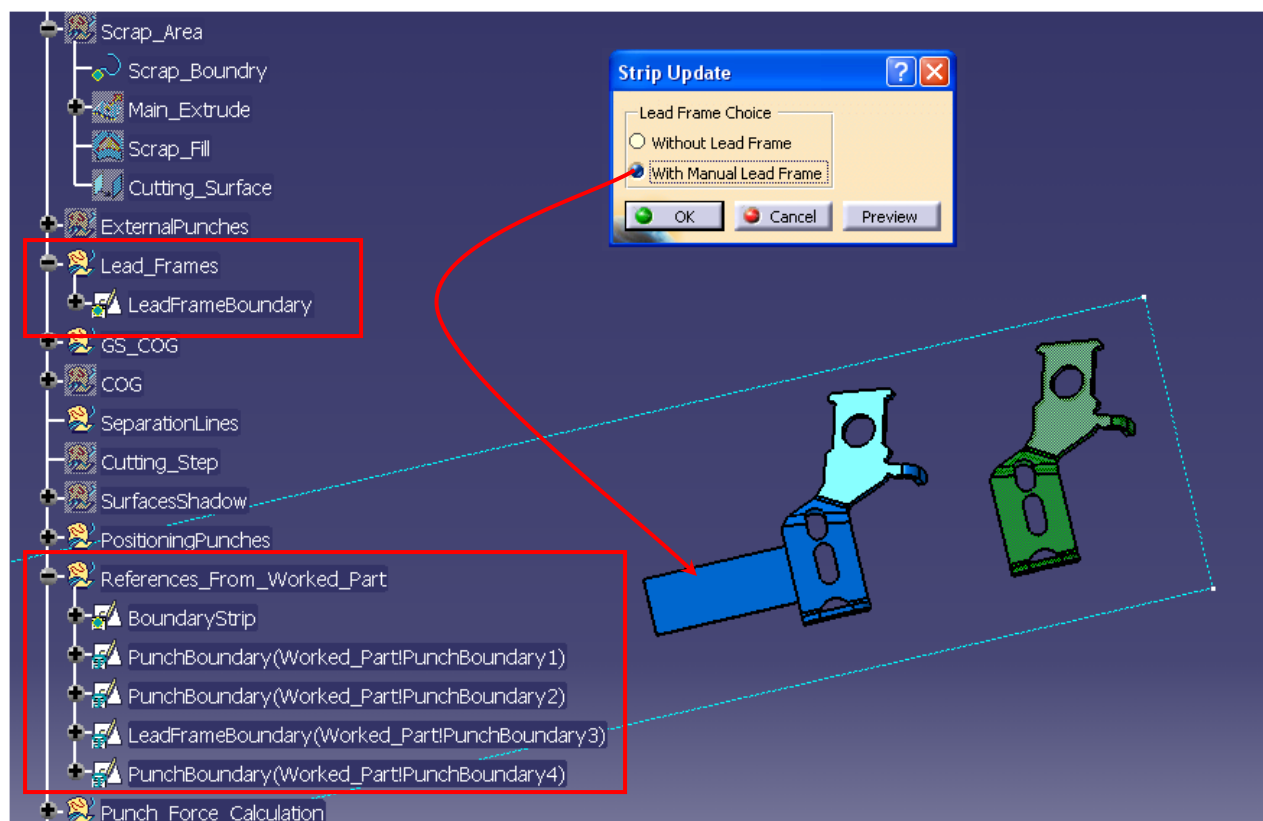 Scrap_Area
Scrap_Boundry
Main_Extrude
Scrap_Fill
Cutting_Surface
ExternalPunches
Lead_Frames
LeadFrameBoundary
GS_COG
COG
SeparationLines
Cutting_Step
SurfacesShadow
PositioningPunches
References_From_Worked_Part
BoundaryStrip
PunchBoundary(Worked_Part!PunchBoundary1)
PunchBoundary(Worked_Part!PunchBoundary2)
LeadFrameBoundary(Worked_Part!PunchBoundary3)
PunchBoundary(Worked_Part!PunchBoundary4)
Punch_Force_Calculation
Strip Update
Lead Frame Choice
Without Lead Frame
With Manual Lead Frame
OK Cancel Preview